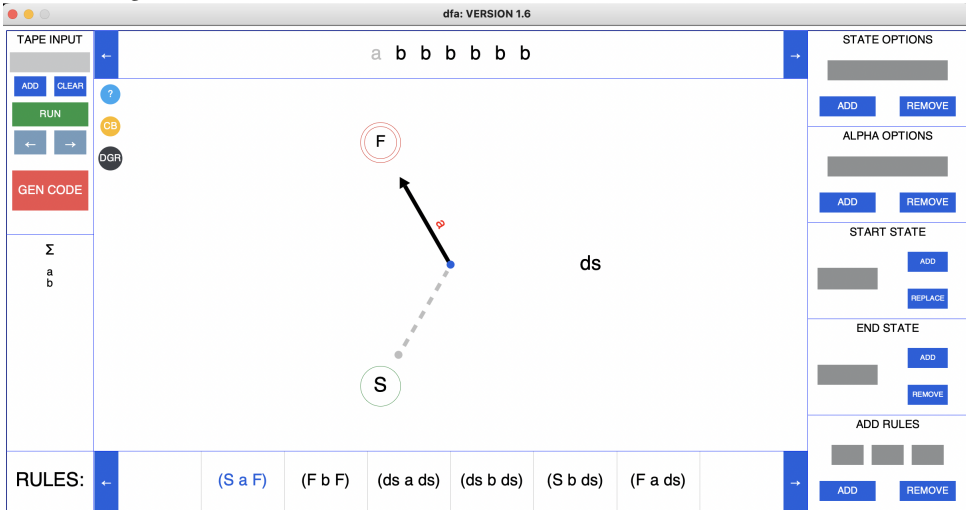 dfa: VERSION 1.6
TAPE INPUT
ADD CLEAR
RUN
← →
GEN CODE
Σ
a
b
← a b b b b b b →
?
CB
DGR
F
a
ds
S
STATE OPTIONS
ADD REMOVE
ALPHA OPTIONS
ADD REMOVE
START STATE
ADD
REPLACE
END STATE
ADD
REMOVE
ADD RULES
ADD REMOVE
RULES: ← (S a F) (F b F) (ds a ds) (ds b ds) (S b ds) (F a ds) →